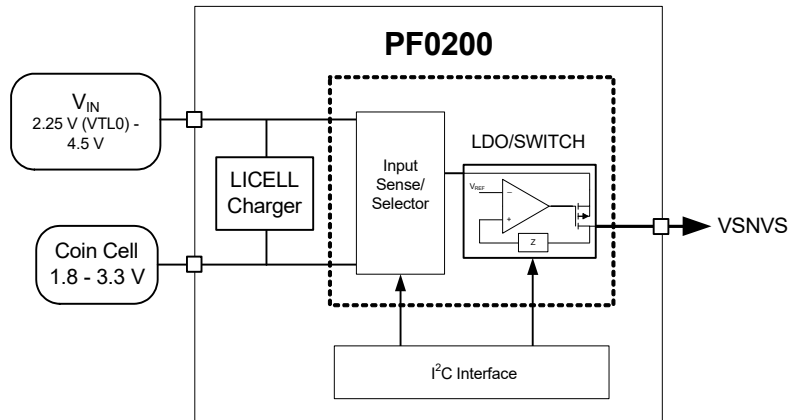 PF0200
VIN
2.25 V (VTL0) -
4.5 V
LICELL
Charger
Coin Cell
1.8 - 3.3 V
Input
Sense/
Selector
LDO/SWITCH
VREF
−
+
Z
VSNVS
I2C Interface